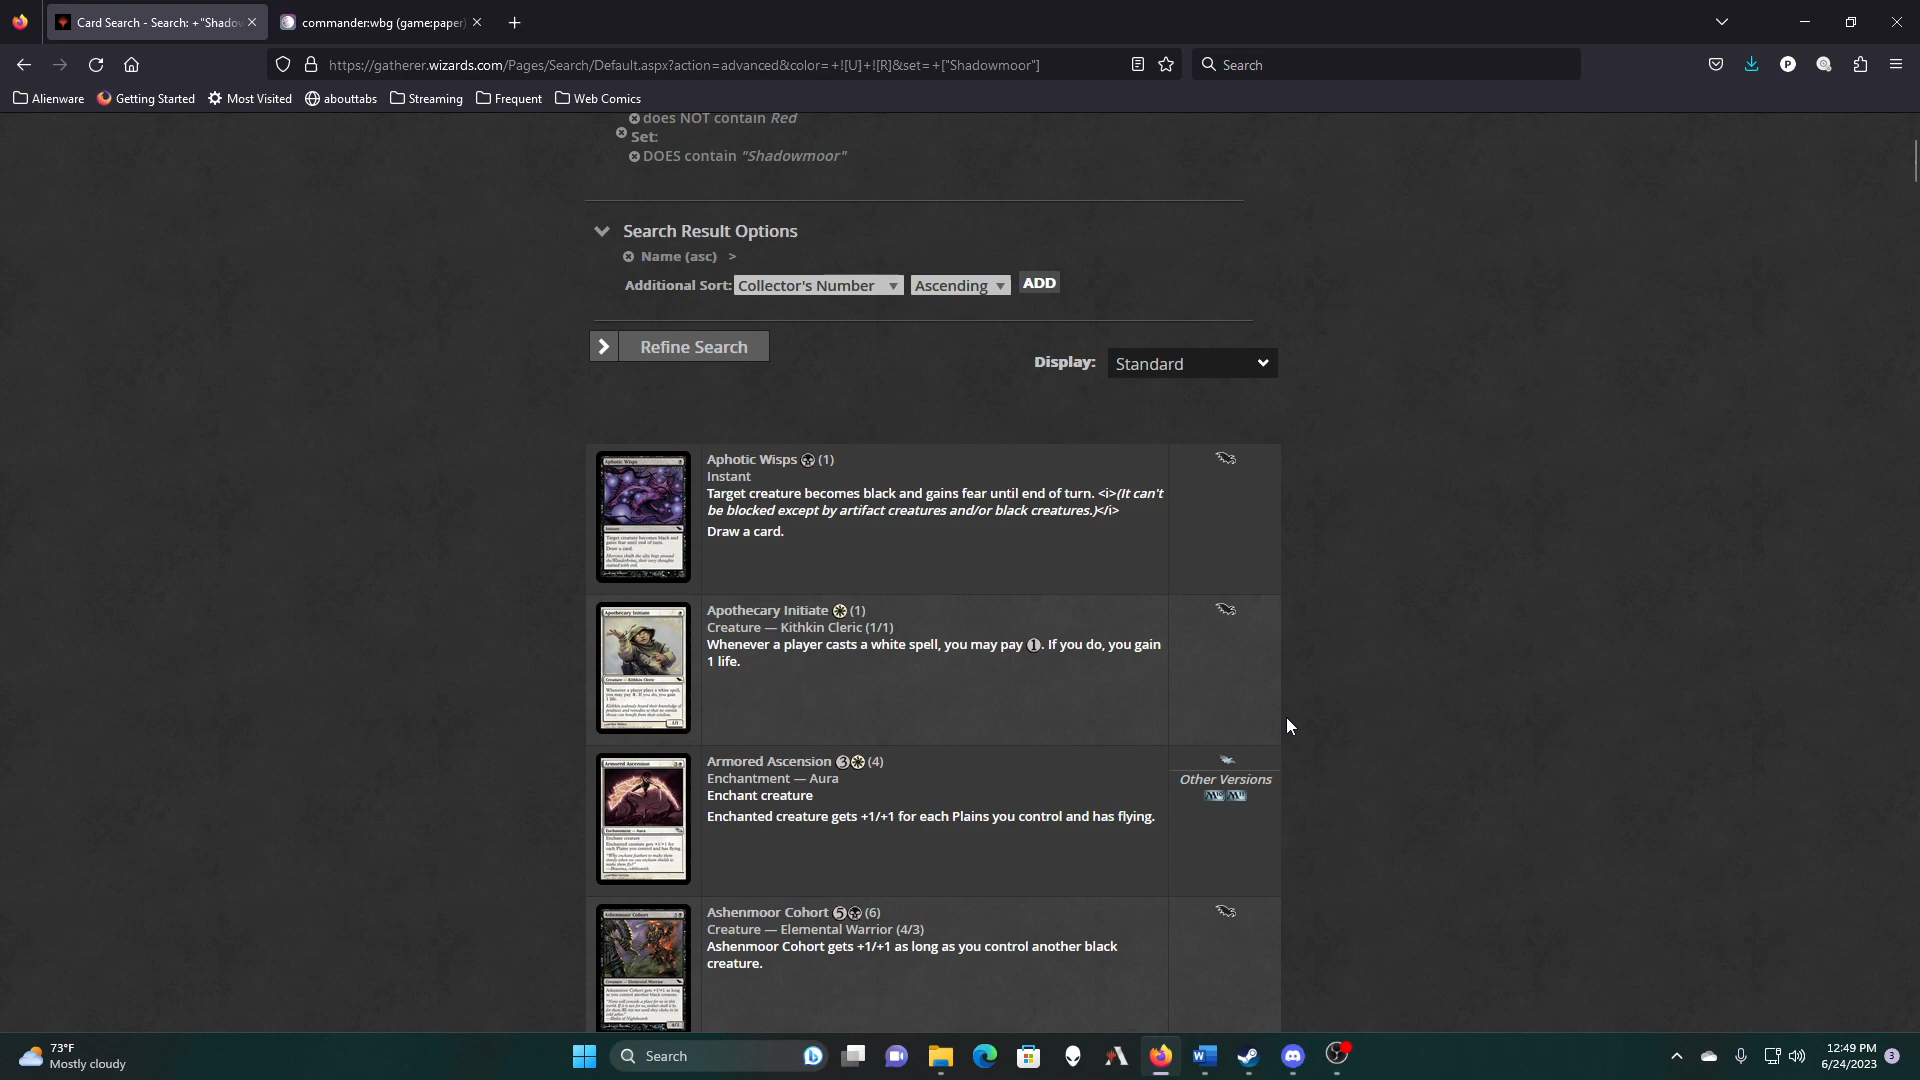 Card Search - Search: +"Shadow
commander:wbg (game:paper)
https://gatherer.wizards.com/Pages/Search/Default.aspx?action=advanced&color=+![U]+![R]&set=+["Shadowmoor"]
Search
Alienware
Getting Started
Most Visited
abouttabs
Streaming
Frequent
Web Comics
does NOT contain Red
Set:
DOES contain "Shadowmoor"
Search Result Options
Name (asc) >
Additional Sort: Collector's Number Ascending ADD
Refine Search
Display: Standard
Aphotic Wisps (1)
Instant
Target creature becomes black and gains fear until end of turn. <i>(It can't
be blocked except by artifact creatures and/or black creatures.)</i>
Draw a card.
Apothecary Initiate (1)
Creature — Kithkin Cleric (1/1)
Whenever a player casts a white spell, you may pay 1. If you do, you gain
1 life.
Armored Ascension 3 (4)
Enchantment — Aura
Enchant creature
Enchanted creature gets +1/+1 for each Plains you control and has flying.
Other Versions
Ashenmoor Cohort 5 (6)
Creature — Elemental Warrior (4/3)
Ashenmoor Cohort gets +1/+1 as long as you control another black
creature.
73°F
Mostly cloudy
Search
12:49 PM
6/24/2023
3